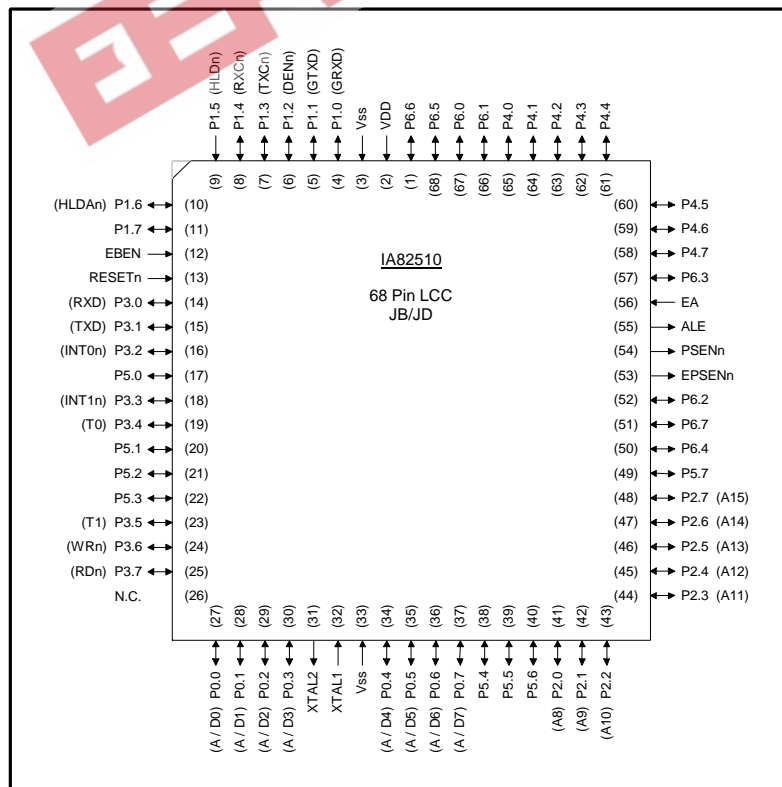 P1.5 (HLDn)
P1.4 (RXCn)
P1.3 (TXCn)
P1.2 (DENn)
P1.1 (GTXD)
P1.0 (GRXD)
Vss
VDD
P6.6
P6.5
P6.0
P6.1
P4.0
P4.1
P4.2
P4.3
P4.4
(9)
(8)
(7)
(6)
(5)
(4)
(3)
(2)
(1)
(68)
(67)
(66)
(65)
(64)
(63)
(62)
(61)
(HLDAn) P1.6 (10)
P1.7 (11)
EBEN (12)
RESETn (13)
(RXD) P3.0 (14)
(TXD) P3.1 (15)
(INT0n) P3.2 (16)
P5.0 (17)
(INT1n) P3.3 (18)
(T0) P3.4 (19)
P5.1 (20)
P5.2 (21)
P5.3 (22)
(T1) P3.5 (23)
(WRn) P3.6 (24)
(RDn) P3.7 (25)
N.C. (26)
IA82510
68 Pin LCC
JB/JD
(60) P4.5
(59) P4.6
(58) P4.7
(57) P6.3
(56) EA
(55) ALE
(54) PSENn
(53) EPSENn
(52) P6.2
(51) P6.7
(50) P6.4
(49) P5.7
(48) P2.7 (A15)
(47) P2.6 (A14)
(46) P2.5 (A13)
(45) P2.4 (A12)
(44) P2.3 (A11)
(27)
(28)
(29)
(30)
(31)
(32)
(33)
(34)
(35)
(36)
(37)
(38)
(39)
(40)
(41)
(42)
(43)
(A / D0) P0.0
(A / D1) P0.1
(A / D2) P0.2
(A / D3) P0.3
XTAL2
XTAL1
Vss
(A / D4) P0.4
(A / D5) P0.5
(A / D6) P0.6
(A / D7) P0.7
P5.4
P5.5
P5.6
(A8) P2.0
(A9) P2.1
(A10) P2.2